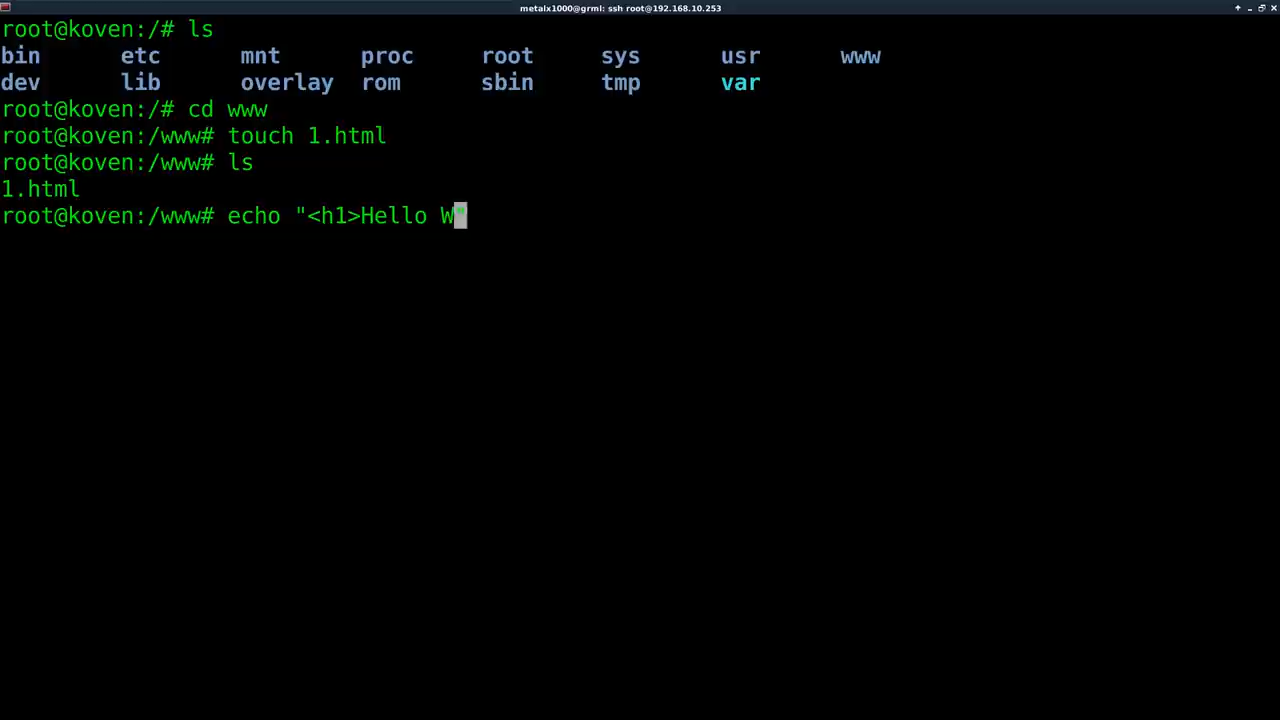 metalx1000@grml: ssh root@192.168.10.253
root@koven:/# ls
bin etc mnt proc root sys usr www
dev lib overlay rom sbin tmp var
root@koven:/# cd www
root@koven:/www# touch 1.html
root@koven:/www# ls
1.html
root@koven:/www# echo "<h1>Hello W"